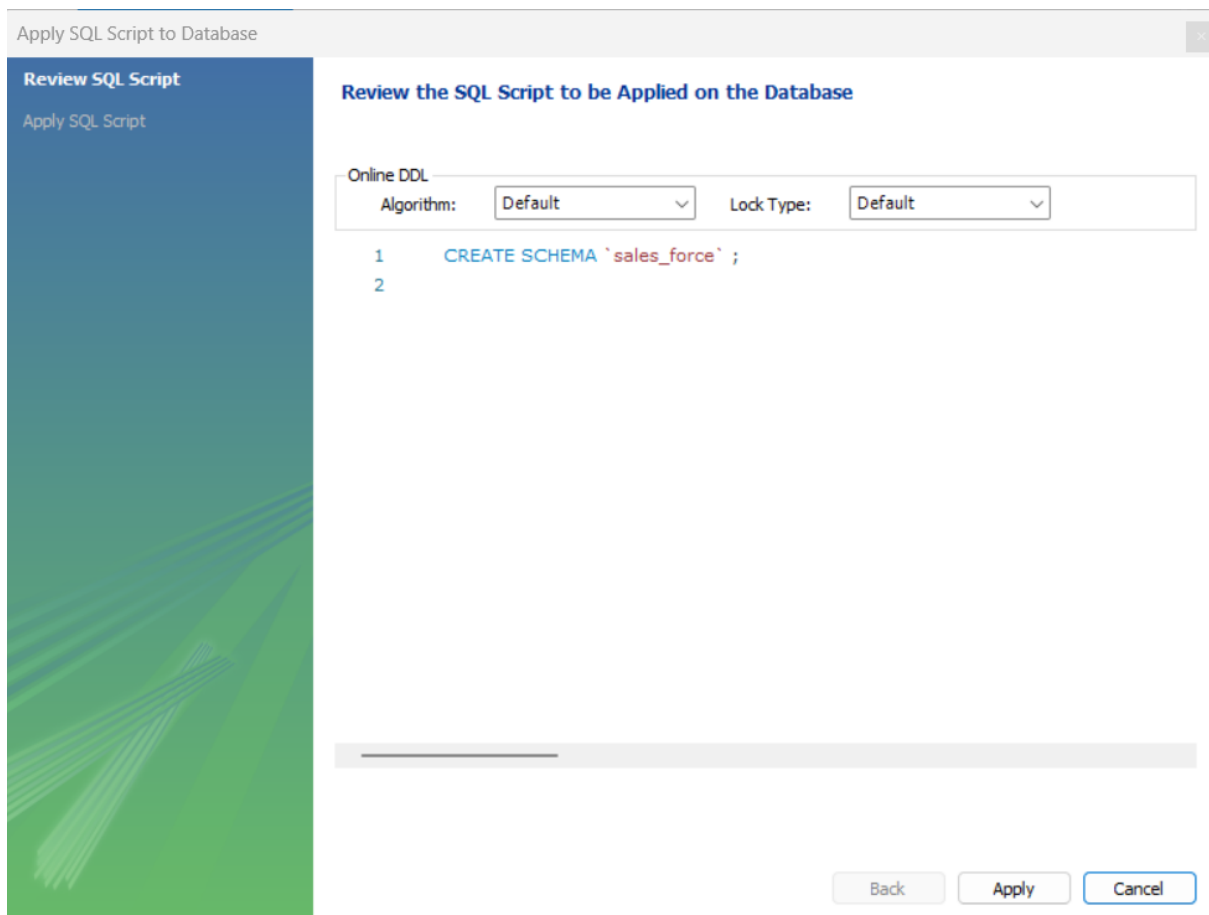 Apply SQL Script to Database
Review SQL Script
Apply SQL Script
Review the SQL Script to be Applied on the Database
Online DDL
Algorithm: Default Lock Type: Default
1 CREATE SCHEMA `sales_force` ;
2
Back Apply Cancel